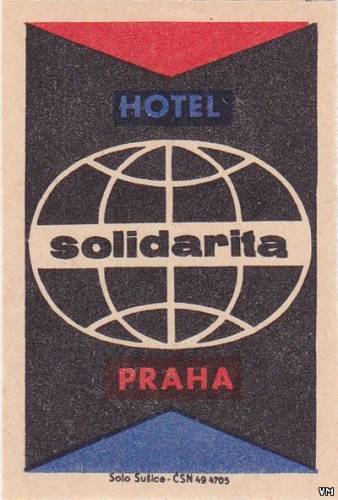 HOTEL
solidarita
PRAHA
Solo Sušice - ČSN 49 4705
VM